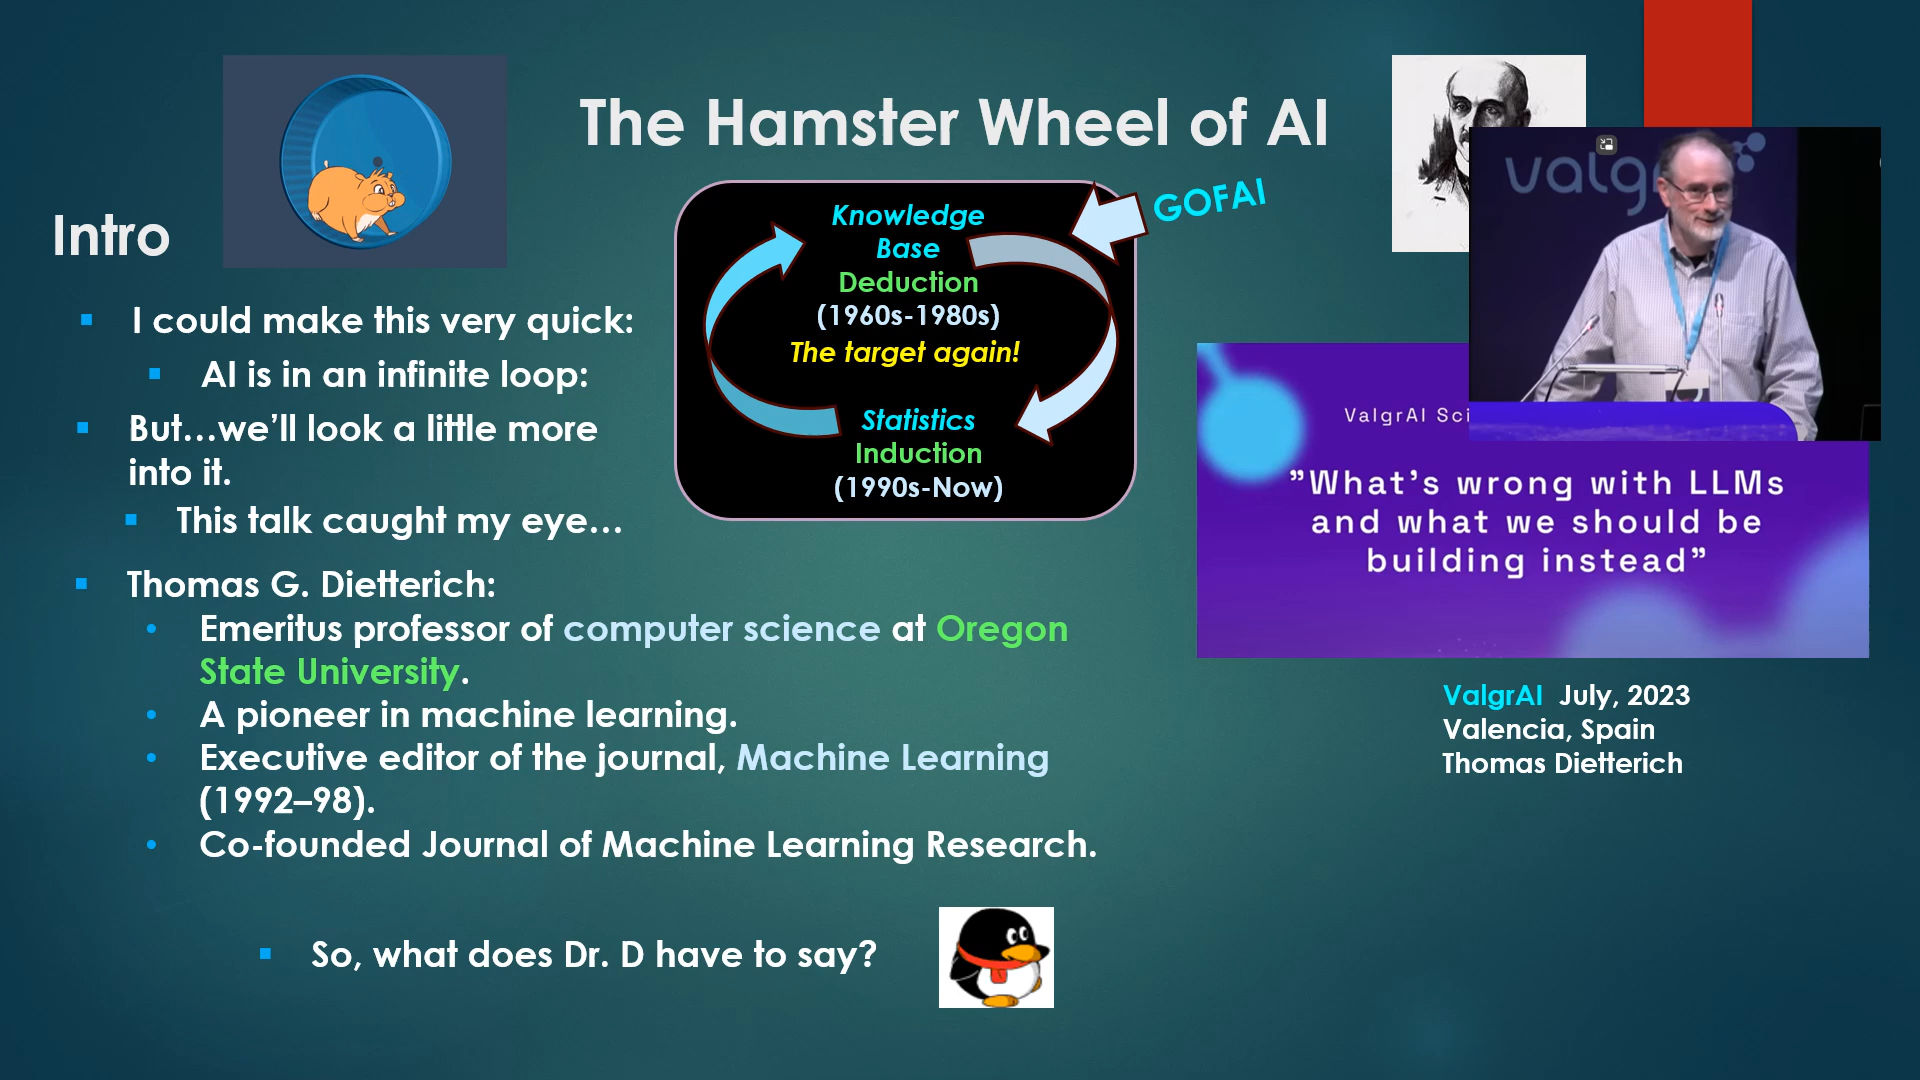 The Hamster Wheel of AI
Intro
I could make this very quick:
AI is in an infinite loop:
But…we’ll look a little more
into it.
This talk caught my eye…
Thomas G. Dietterich:
Emeritus professor of computer science at Oregon
State University.
A pioneer in machine learning.
Executive editor of the journal, Machine Learning
(1992–98).
Co-founded Journal of Machine Learning Research.
So, what does Dr. D have to say?
Knowledge
Base
Deduction
(1960s-1980s)
The target again!
Statistics
Induction
(1990s-Now)
GOFAI
ValgrAI
”What’s wrong with LLMs
and what we should be
building instead”
ValgrAI July, 2023
Valencia, Spain
Thomas Dietterich